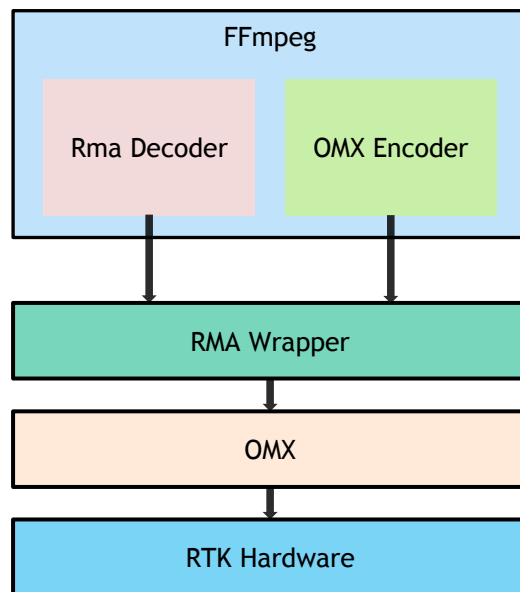 FFmpeg
Rma Decoder
OMX Encoder
RMA Wrapper
OMX
RTK Hardware